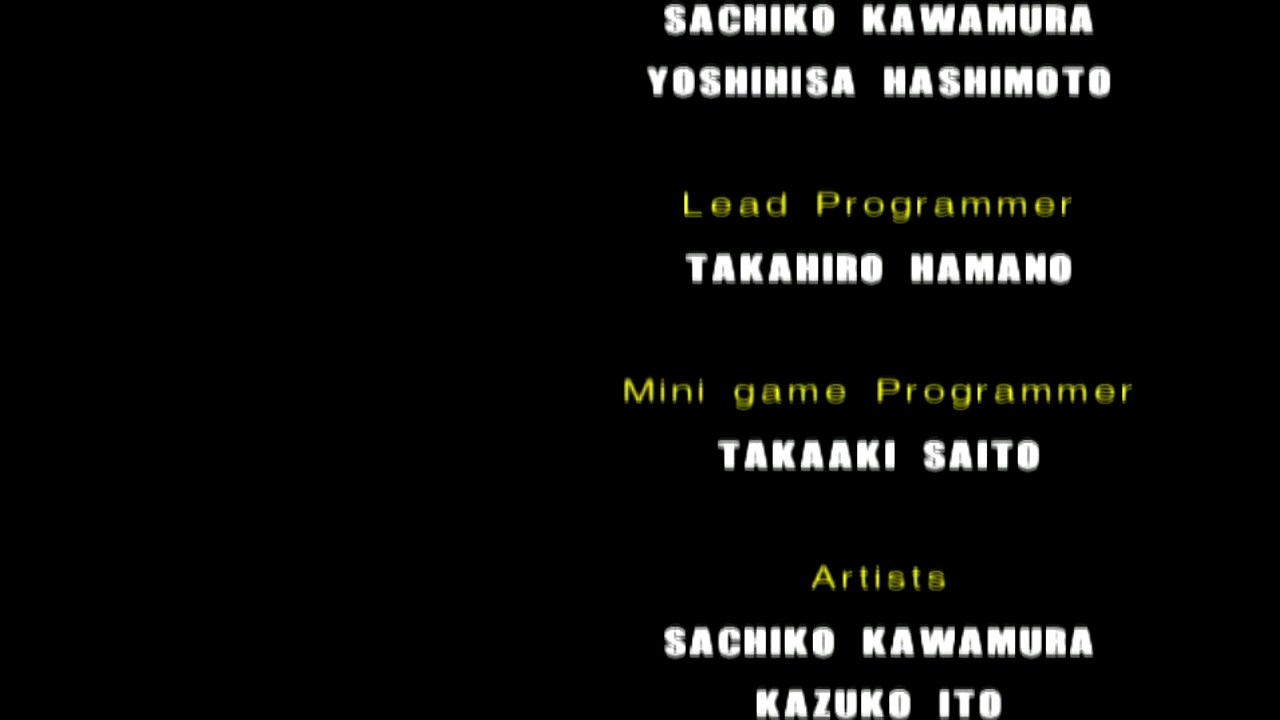 SACHIKO KAWAMURA
YOSHIHISA HASHIMOTO
Lead Programmer
TAKAHIRO HAMANO
Mini game Programmer
TAKAAKI SAITO
Artists
SACHIKO KAWAMURA
KAZUKO ITO